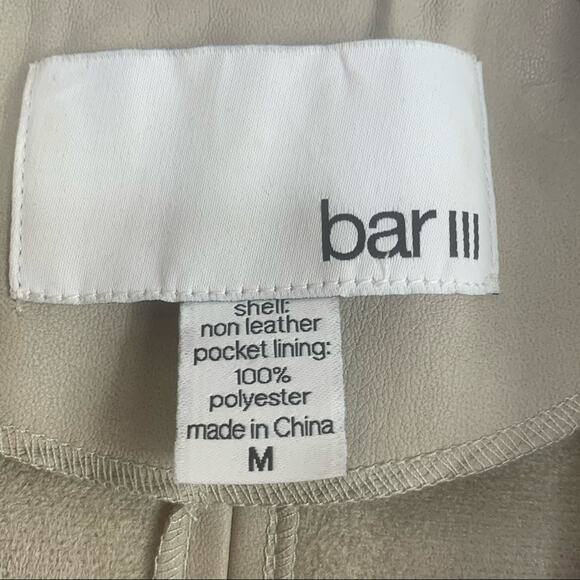 bar III
shell:
non leather
pocket lining:
100%
polyester
made in China
M